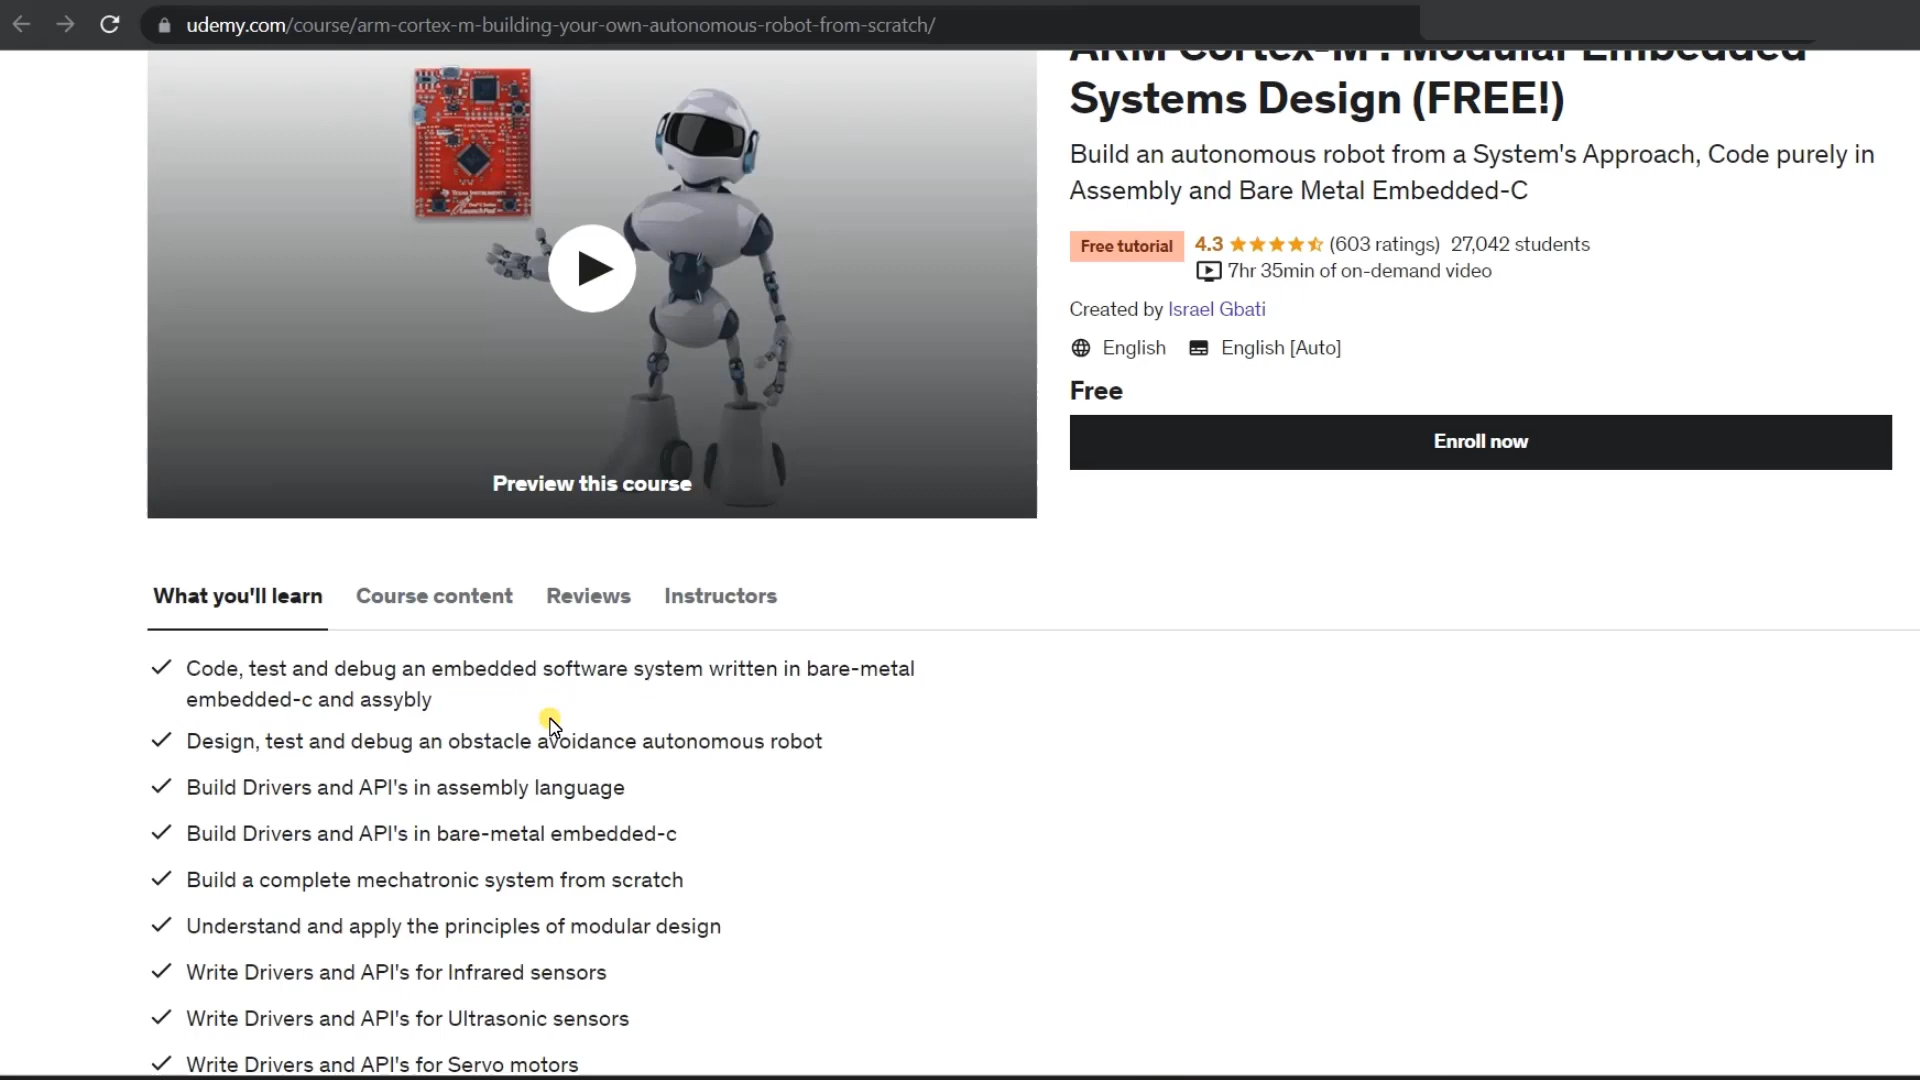 udemy.com/course/arm-cortex-m-building-your-own-autonomous-robot-from-scratch/
ARM Cortex-M : Modular Embedded
Systems Design (FREE!)
Build an autonomous robot from a System's Approach, Code purely in
Assembly and Bare Metal Embedded-C
Free tutorial 4.3 (603 ratings) 27,042 students
7hr 35min of on-demand video
Created by Israel Gbati
English English [Auto]
Free
Enroll now
TEXAS INSTRUMENTS
LaunchPad
Preview this course
What you'll learn Course content Reviews Instructors
Code, test and debug an embedded software system written in bare-metal
embedded-c and assybly
Design, test and debug an obstacle avoidance autonomous robot
Build Drivers and API's in assembly language
Build Drivers and API's in bare-metal embedded-c
Build a complete mechatronic system from scratch
Understand and apply the principles of modular design
Write Drivers and API's for Infrared sensors
Write Drivers and API's for Ultrasonic sensors
Write Drivers and API's for Servo motors